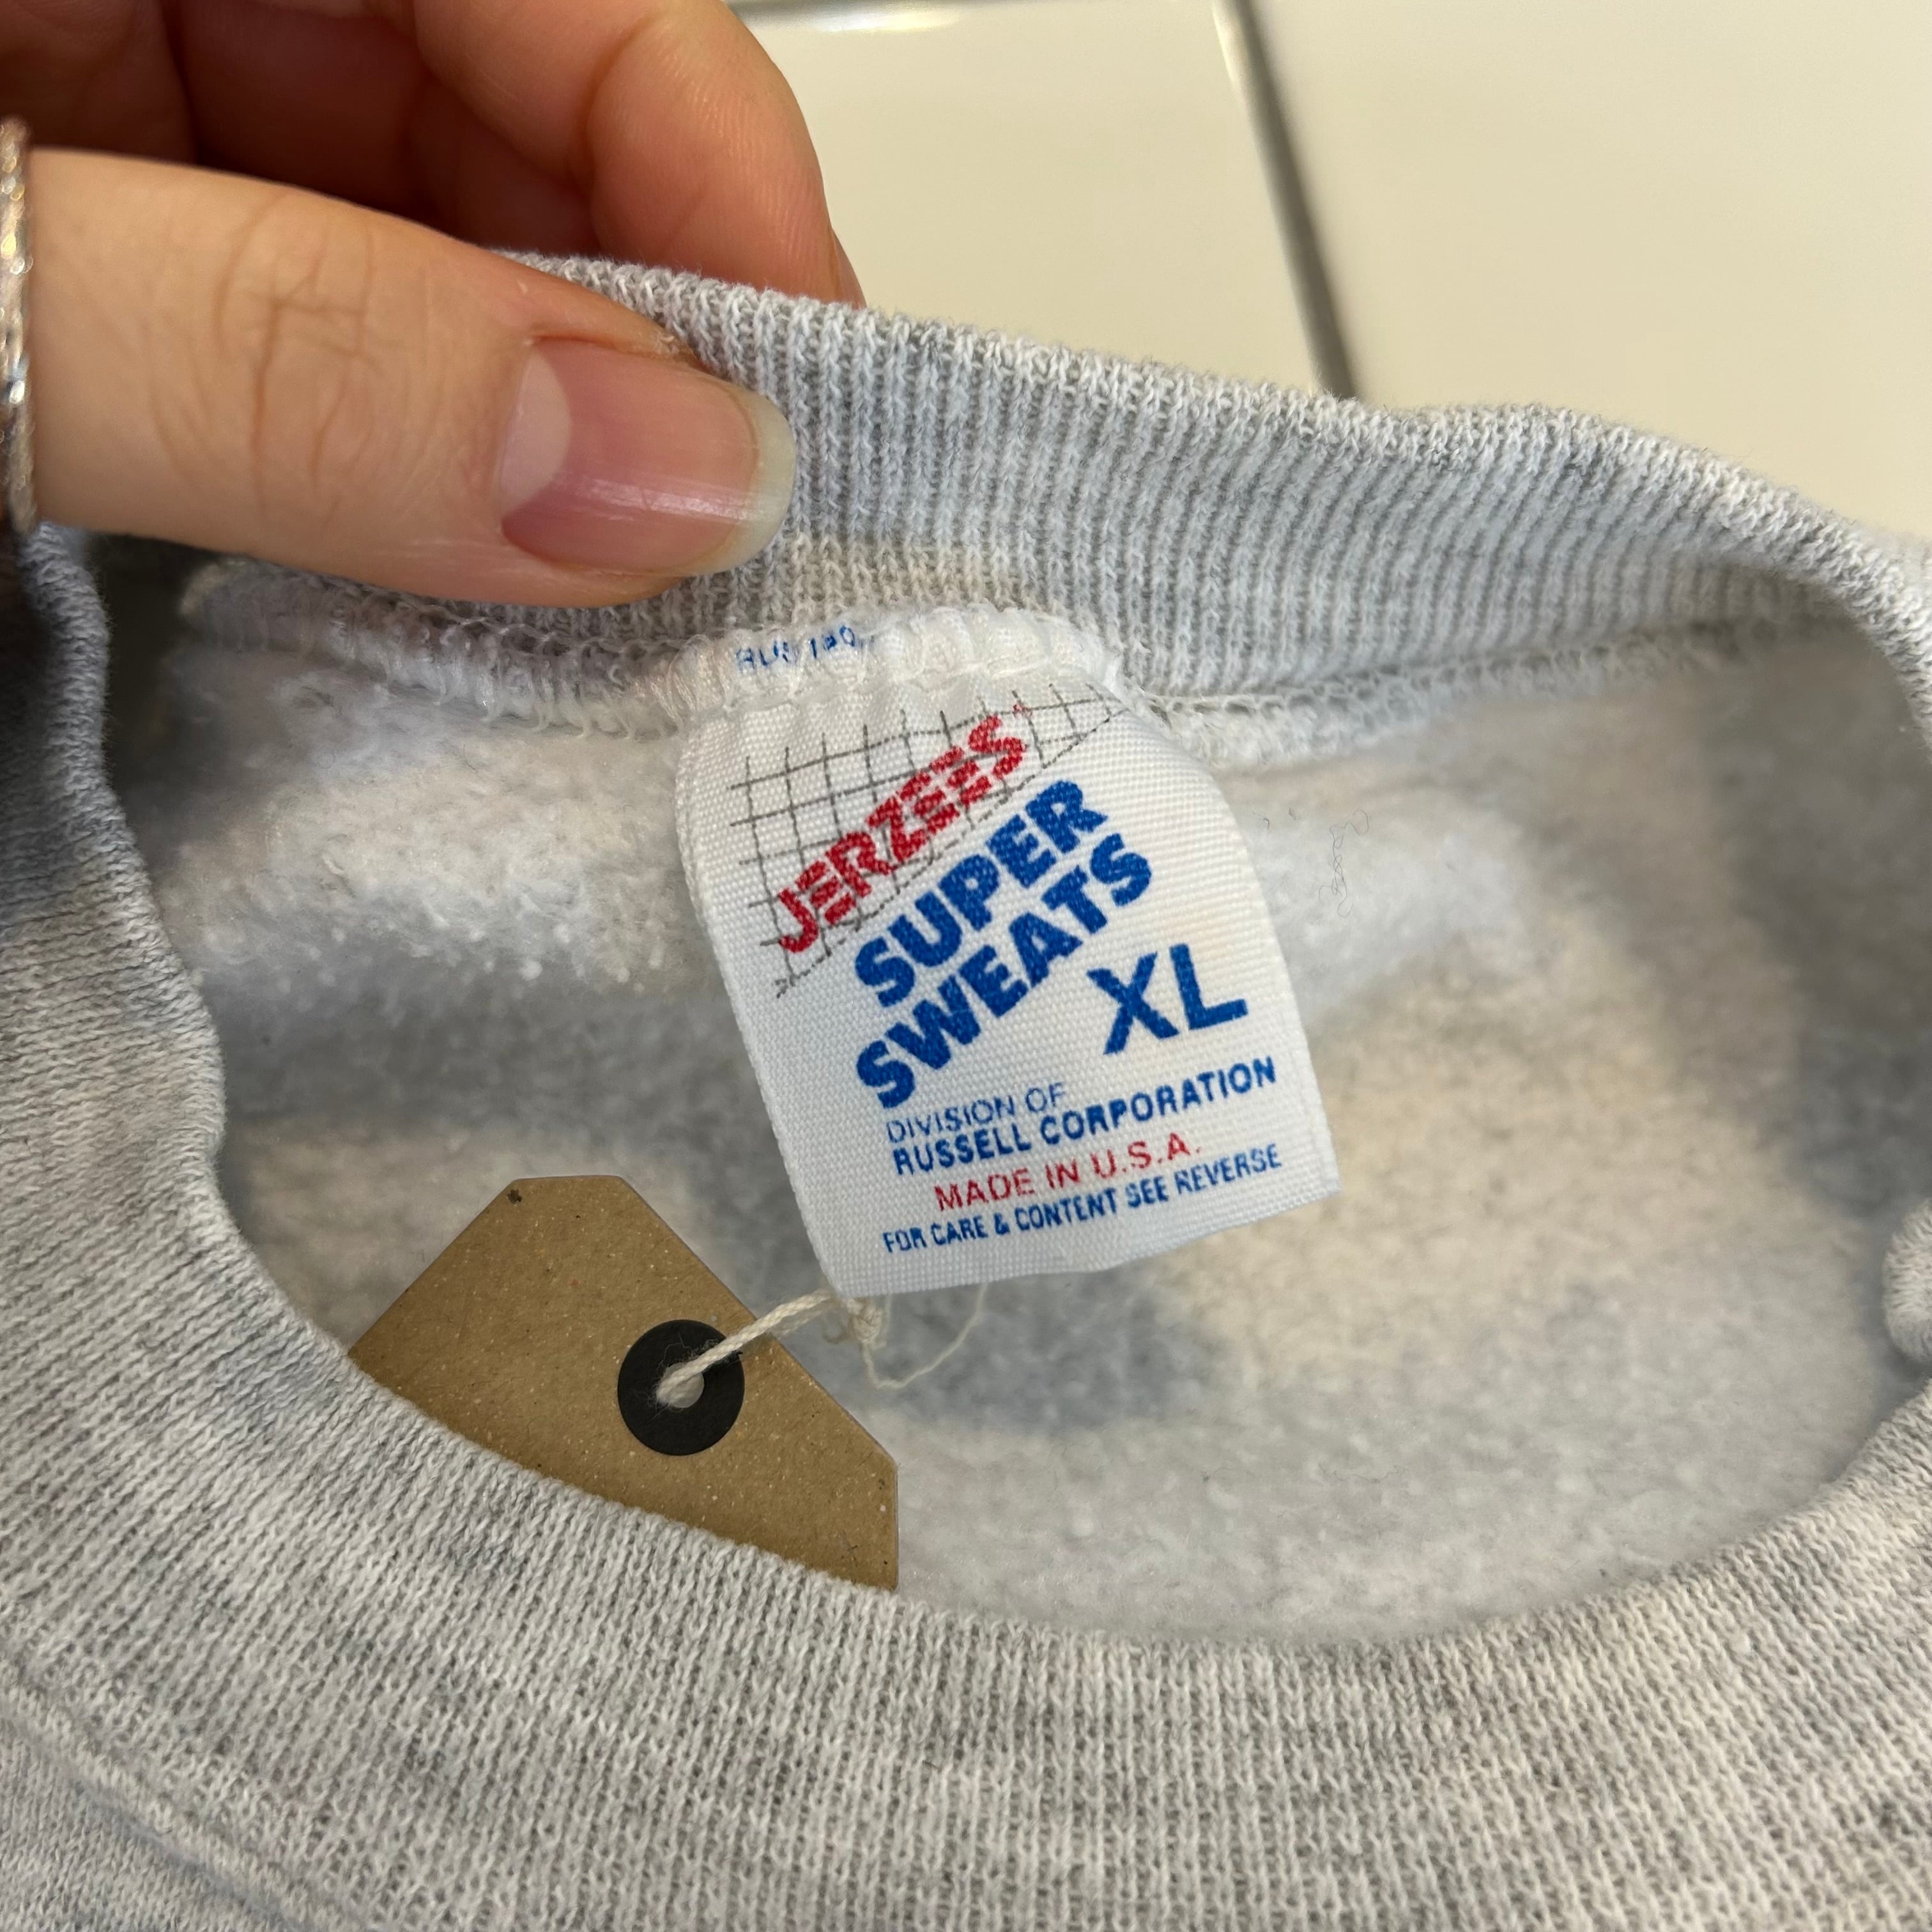 JERZEES
SUPER
SWEATS
XL
DIVISION OF
RUSSELL CORPORATION
MADE IN U.S.A.
FOR CARE & CONTENT SEE REVERSE